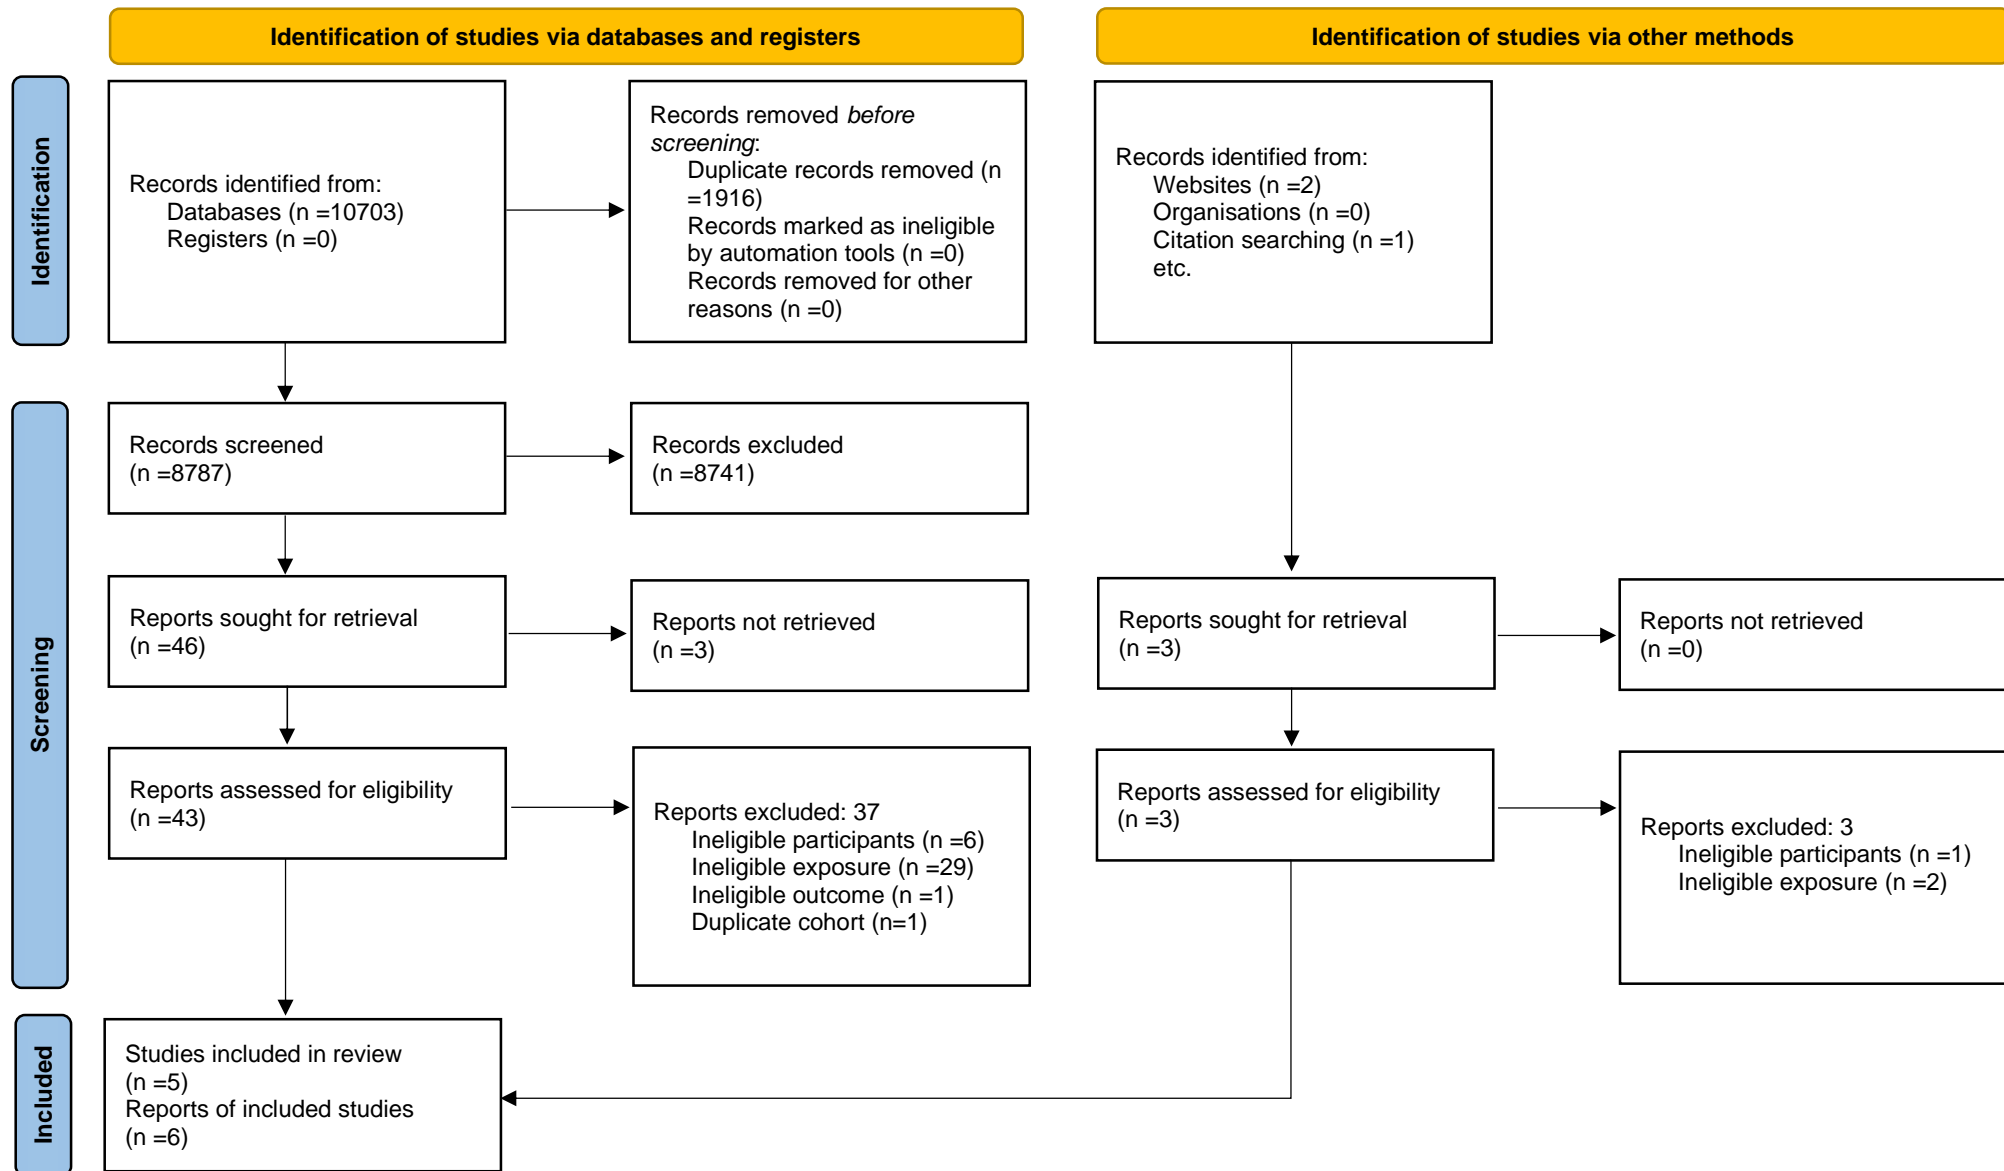 Identification of studies via databases and registers
Identification of studies via other methods
Identification
Records identified from:
Databases (n =10703)
Registers (n =0)
Records removed before
screening:
Duplicate records removed (n
=1916)
Records marked as ineligible
by automation tools (n =0)
Records removed for other
reasons (n =0)
Records identified from:
Websites (n =2)
Organisations (n =0)
Citation searching (n =1)
etc.
Screening
Records screened
(n =8787)
Records excluded
(n =8741)
Reports sought for retrieval
(n =46)
Reports not retrieved
(n =3)
Reports sought for retrieval
(n =3)
Reports not retrieved
(n =0)
Reports assessed for eligibility
(n =43)
Reports excluded: 37
Ineligible participants (n =6)
Ineligible exposure (n =29)
Ineligible outcome (n =1)
Duplicate cohort (n=1)
Reports assessed for eligibility
(n =3)
Reports excluded: 3
Ineligible participants (n =1)
Ineligible exposure (n =2)
Included
Studies included in review
(n =5)
Reports of included studies
(n =6)